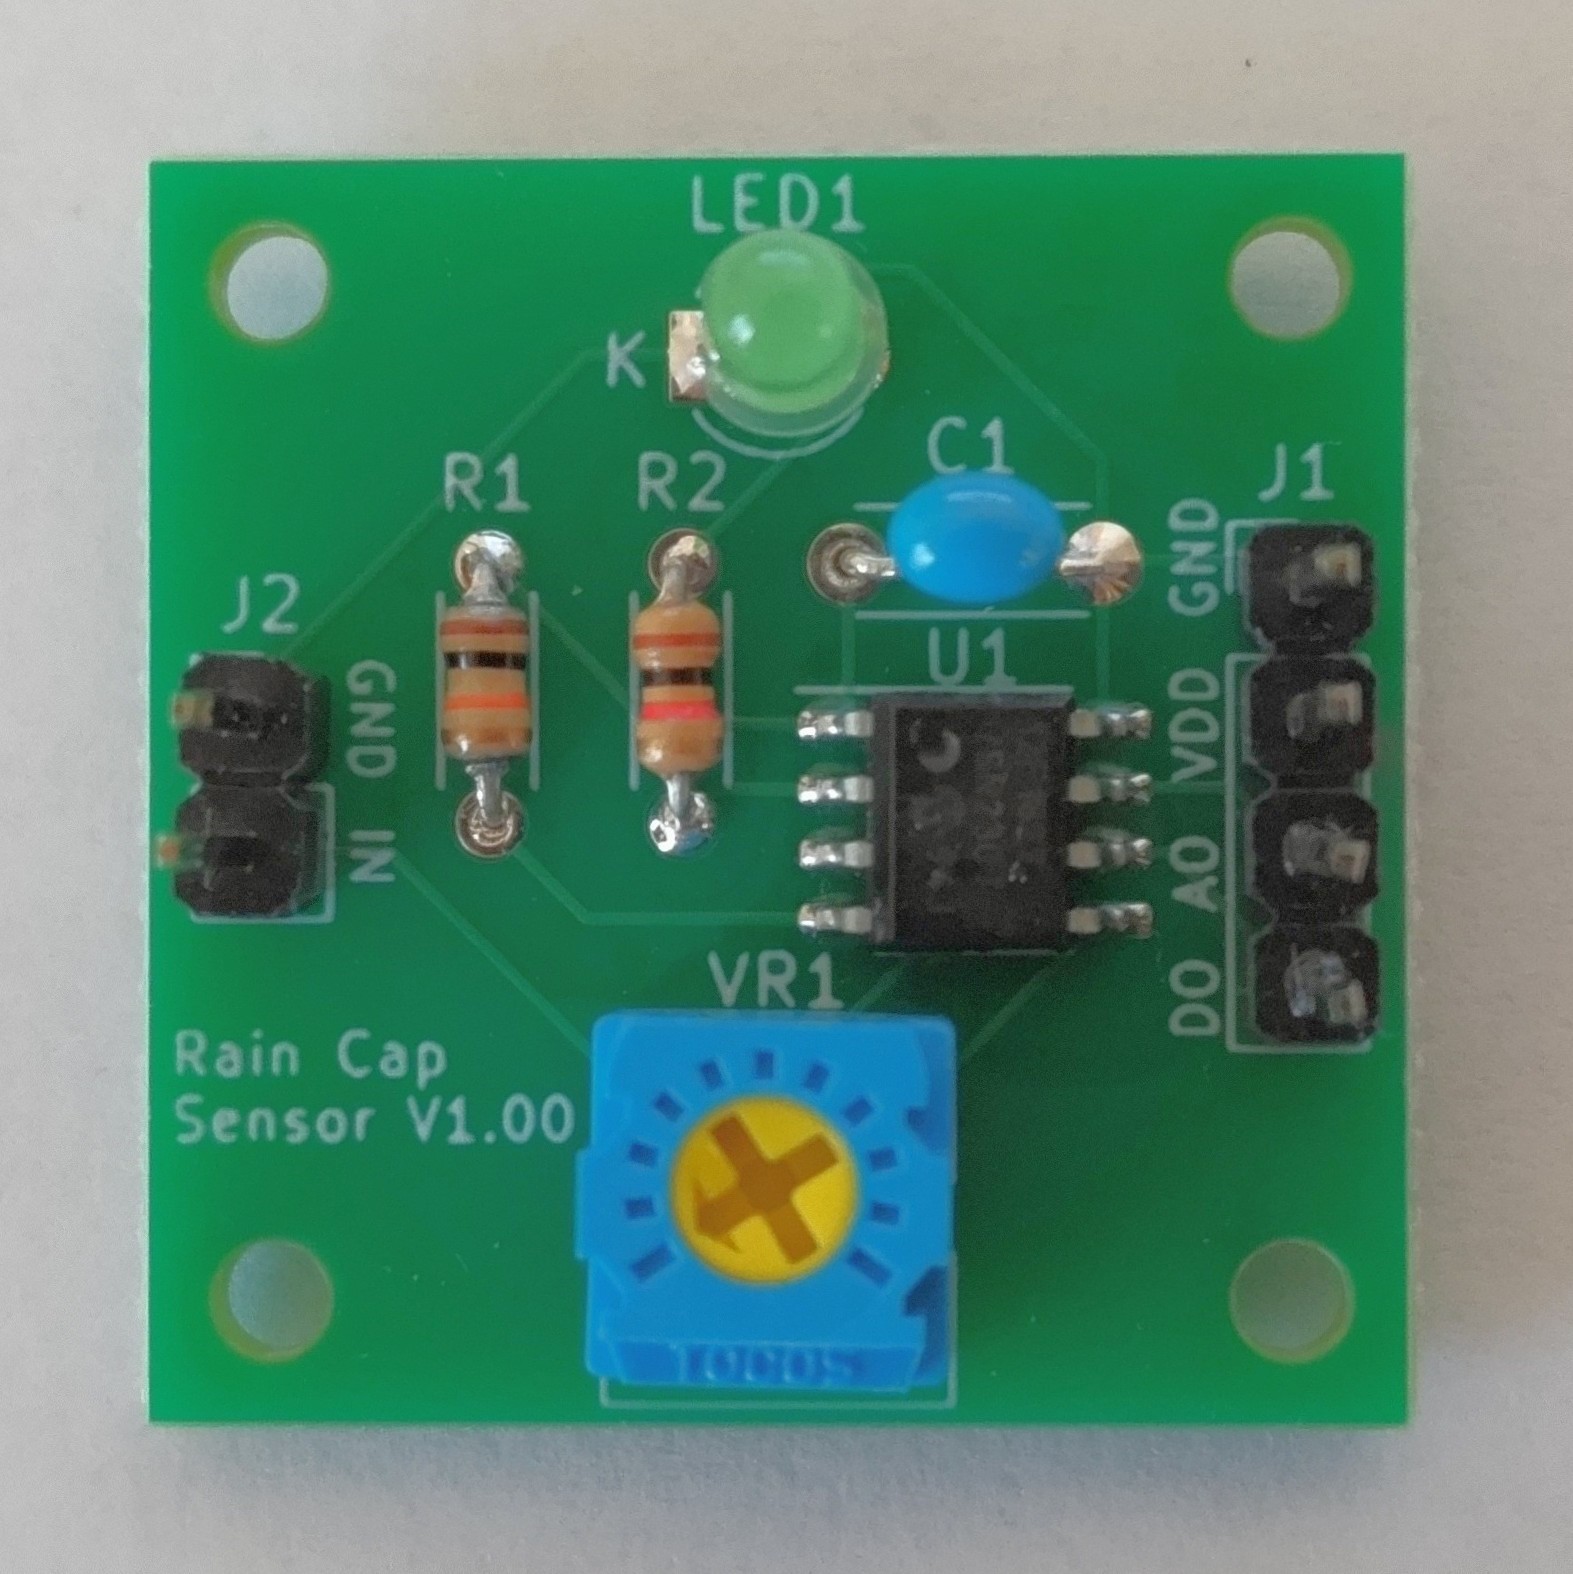 LED1
K
R1
R2
C1
J1
GND
J2
GND
U1
VDD
IN
AO
VR1
DO
Rain Cap
Sensor V1.00
TOCOS